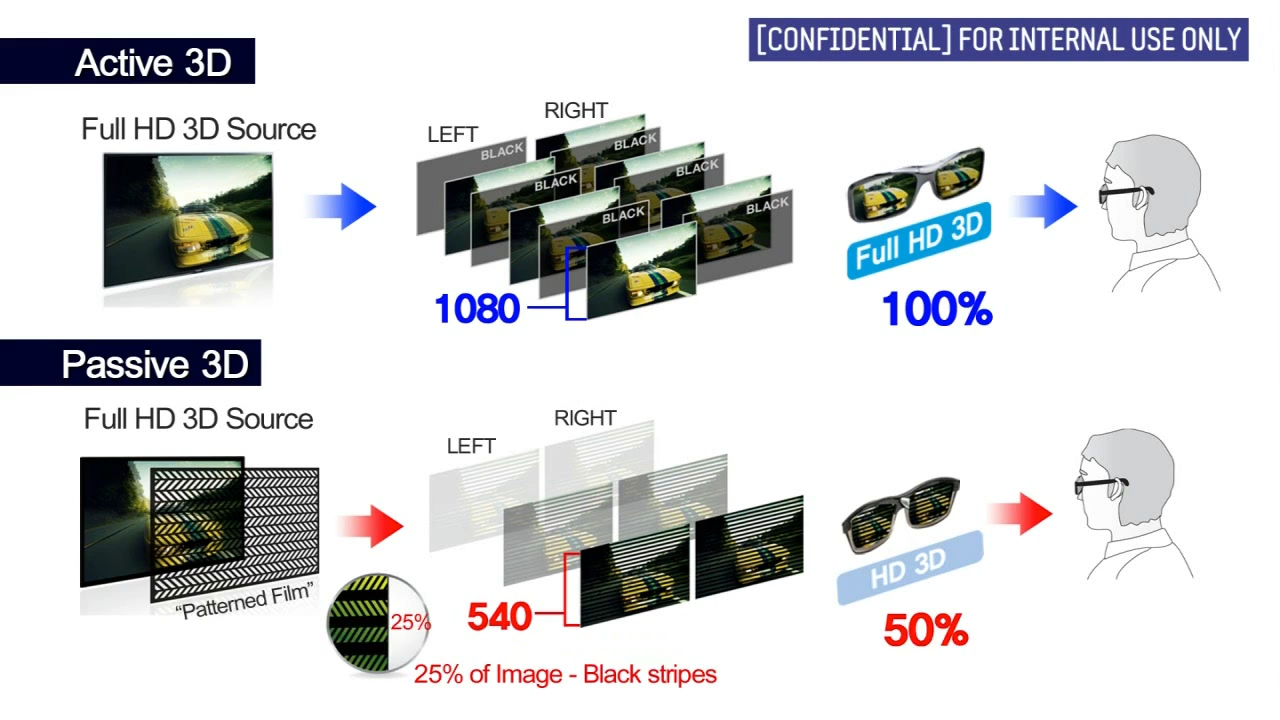 [CONFIDENTIAL] FOR INTERNAL USE ONLY
Active 3D
Full HD 3D Source
LEFT
RIGHT
BLACK
BLACK
BLACK
BLACK
BLACK
BLACK
1080
Full HD 3D
100%
Passive 3D
Full HD 3D Source
LEFT
RIGHT
"Patterned Film"
25%
540
HD 3D
50%
25% of Image - Black stripes